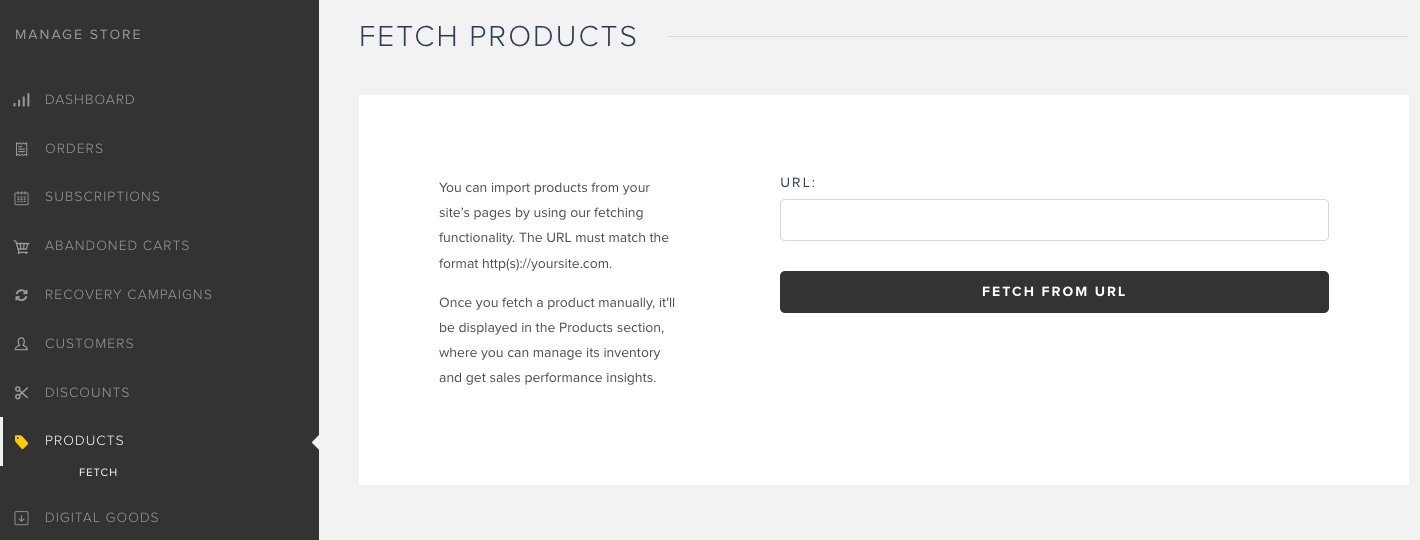 MANAGE STORE
DASHBOARD
ORDERS
SUBSCRIPTIONS
ABANDONED CARTS
RECOVERY CAMPAIGNS
CUSTOMERS
DISCOUNTS
PRODUCTS
FETCH
DIGITAL GOODS
FETCH PRODUCTS
You can import products from your
site’s pages by using our fetching
functionality. The URL must match the
format http(s)://yoursite.com.
Once you fetch a product manually, it'll
be displayed in the Products section,
where you can manage its inventory
and get sales performance insights.
URL:
FETCH FROM URL